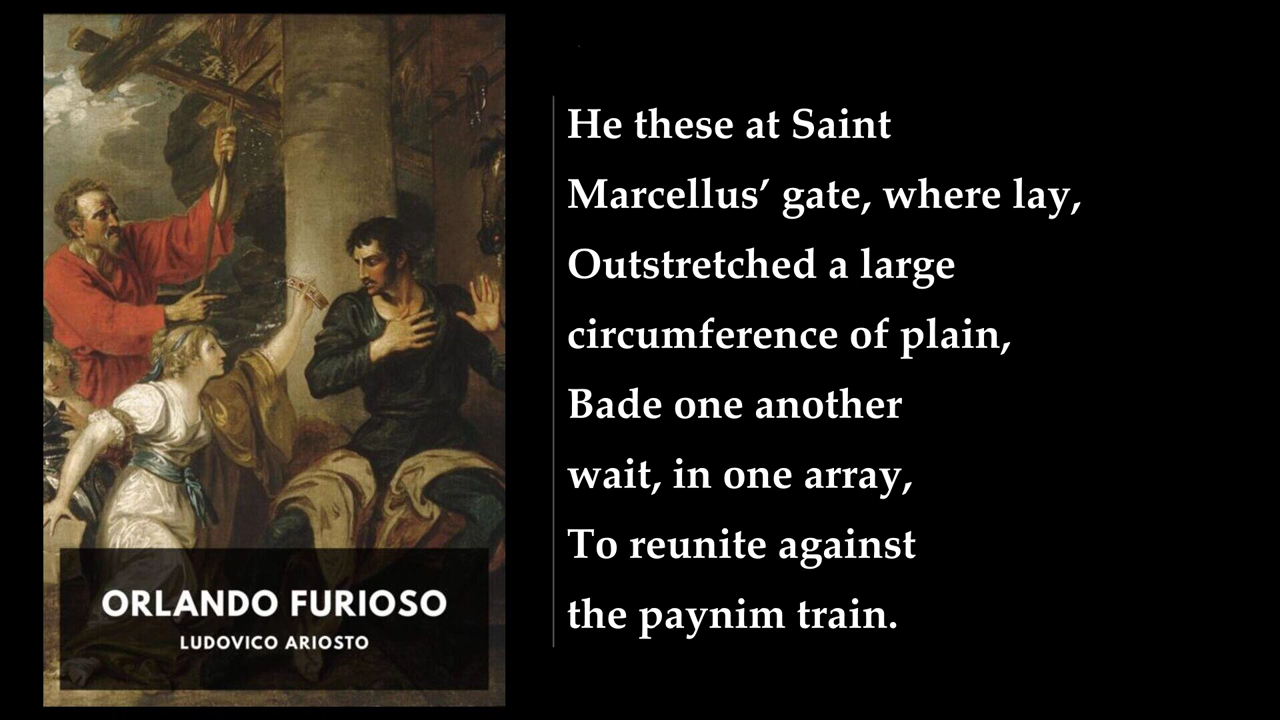 ORLANDO FURIOSO
LUDOVICO ARIOSTO
He these at Saint
Marcellus’ gate, where lay,
Outstretched a large
circumference of plain,
Bade one another
wait, in one array,
To reunite against
the paynim train.